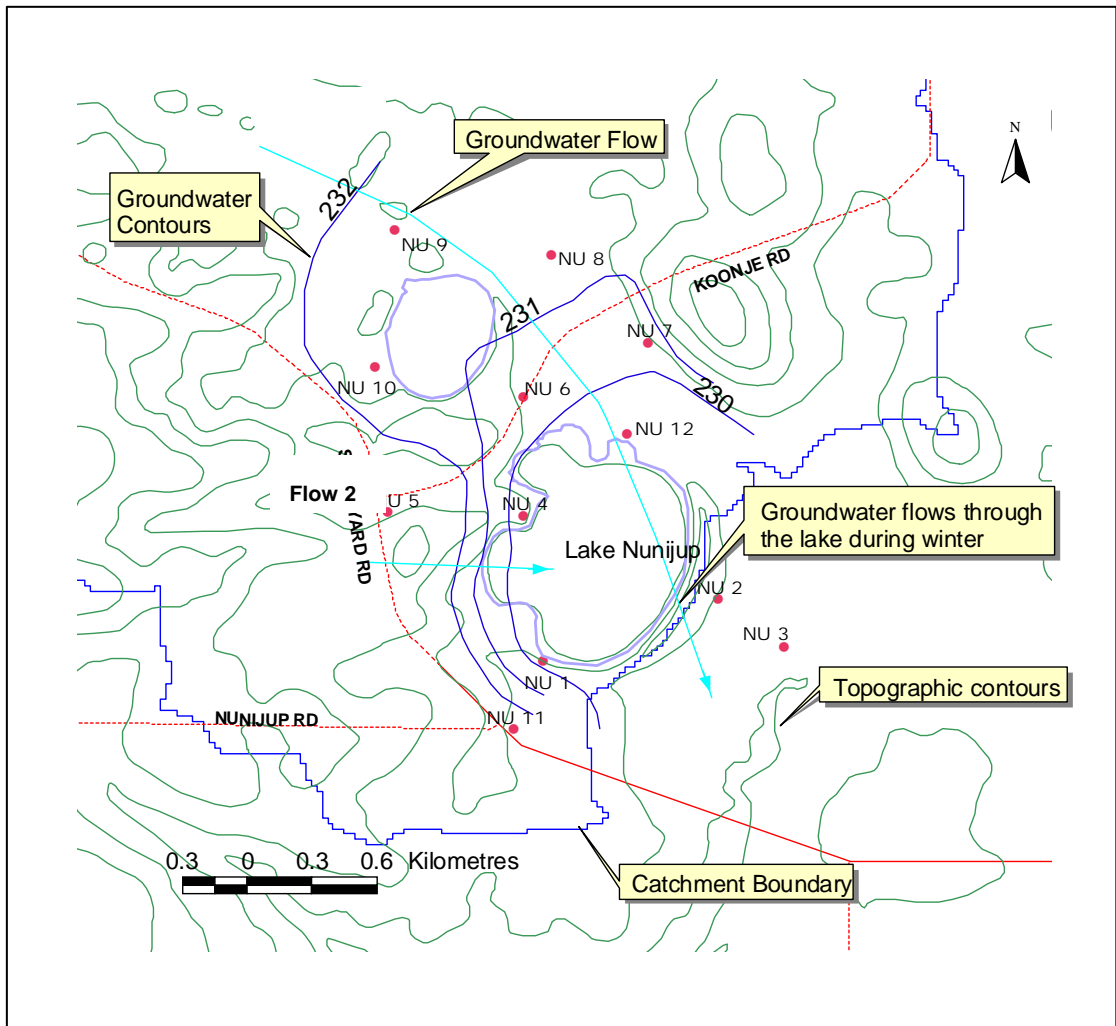 N
Groundwater Flow
Groundwater
Contours
232
NU 9
NU 8
KOONJE RD
231
NU 7
NU 10
NU 6
230
NU 12
Flow 2
U 5
YARD RD
NU 4
Lake Nunijup
Groundwater flows through
the lake during winter
NU 2
NU 3
NU 1
Topographic contours
NUNIJUP RD
NU 11
0.3 0 0.3 0.6 Kilometres
Catchment Boundary